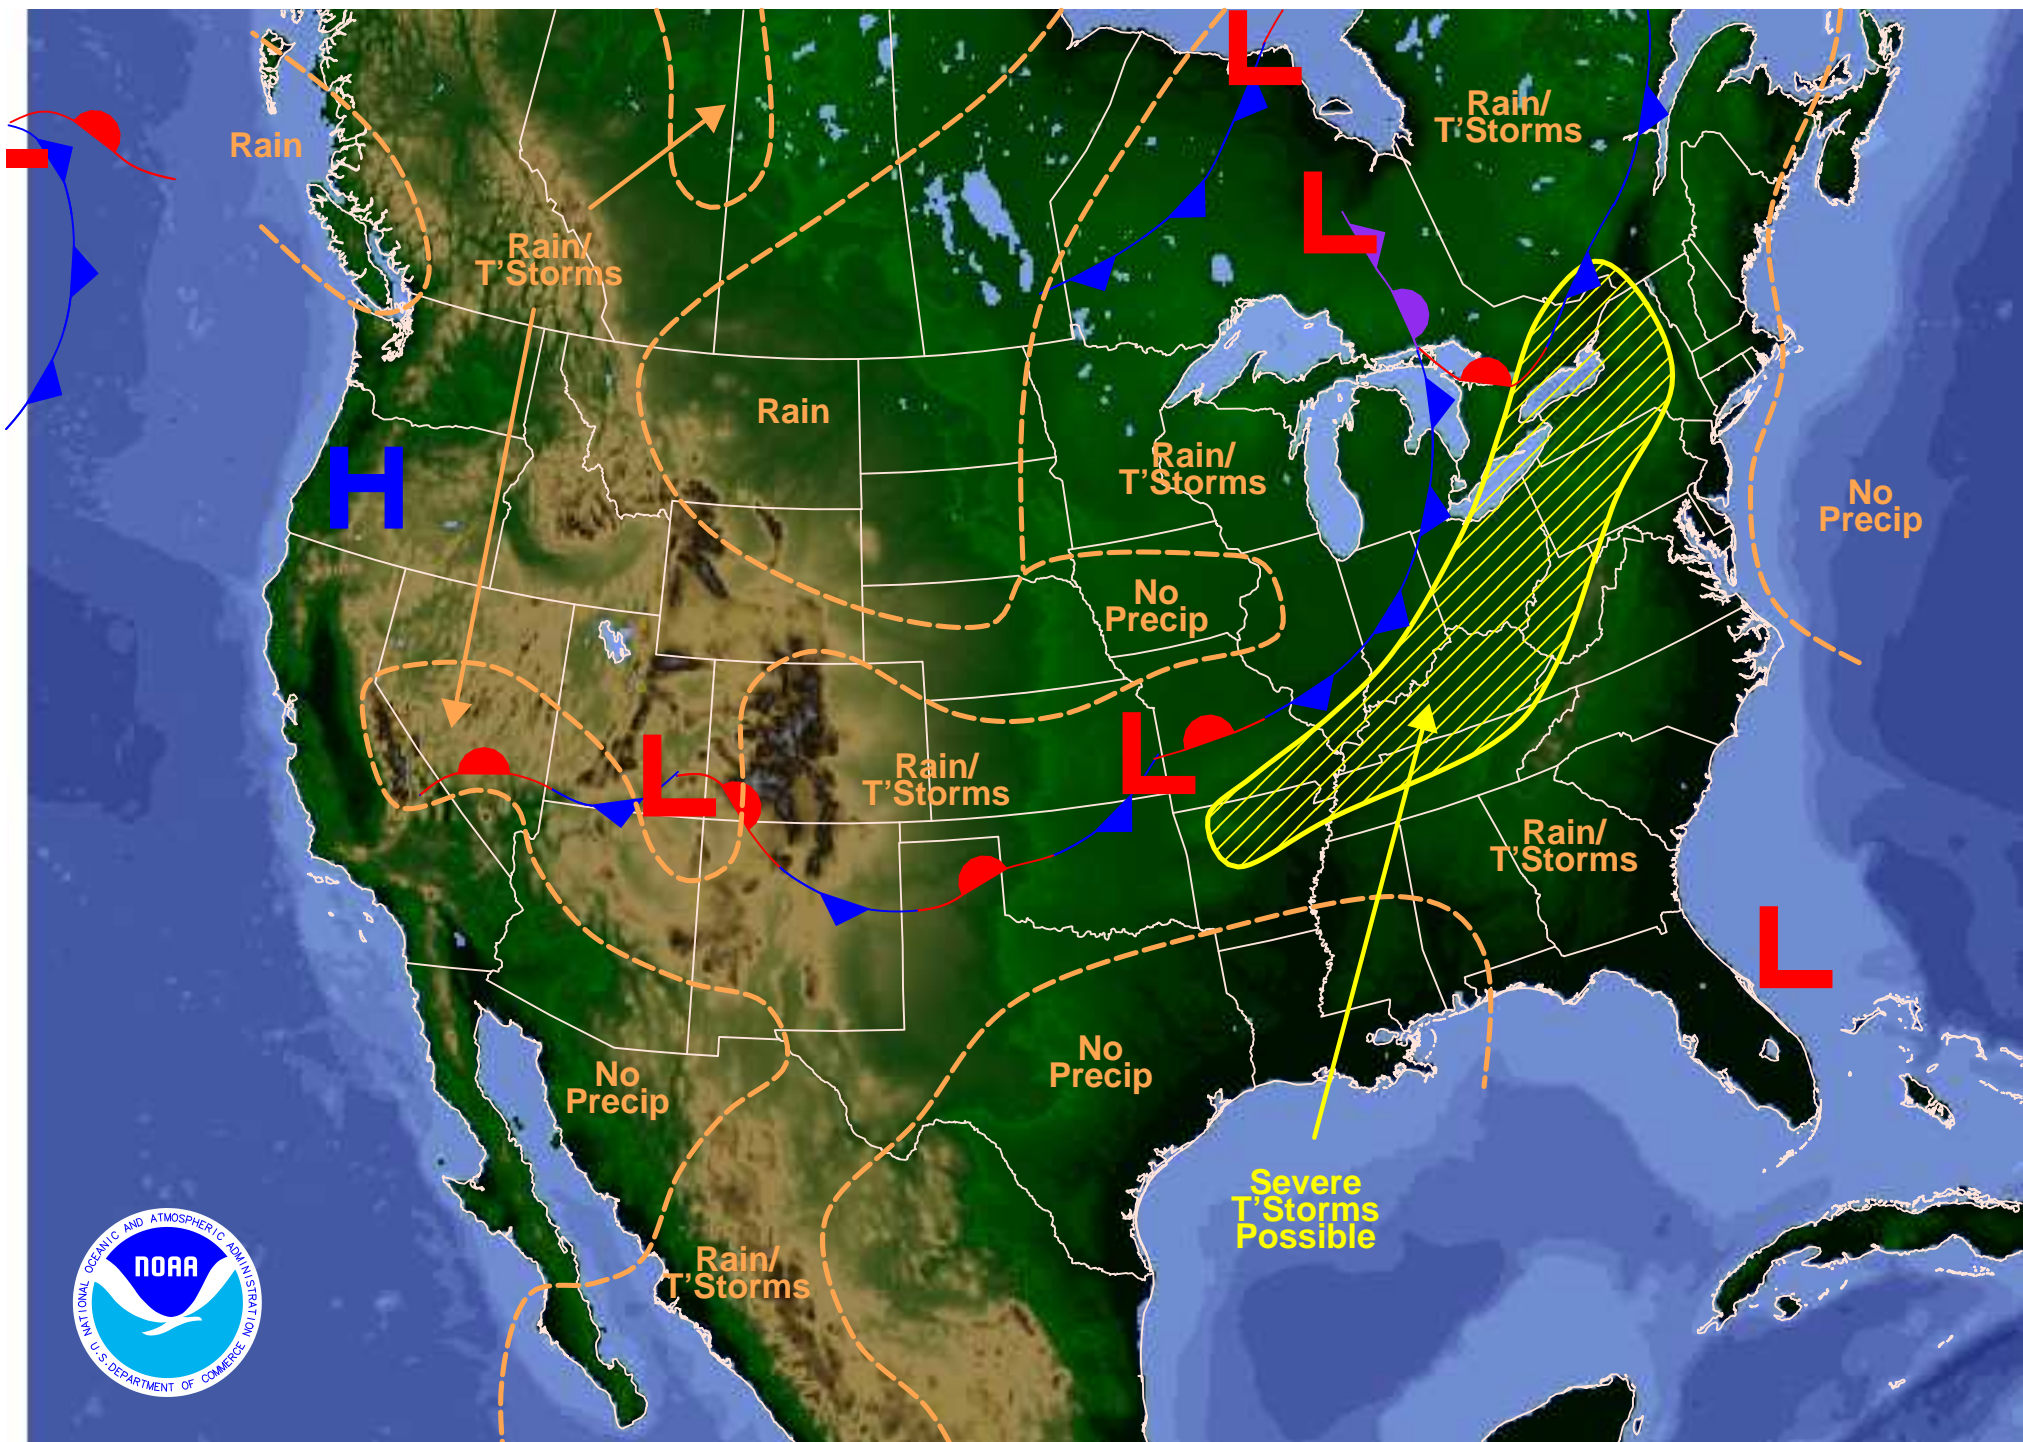 L
Rain/
T'Storms
Rain
L
Rain/
T'Storms
Rain
Rain/
T'Storms
H
No
Precip
No
Precip
L
L
Rain/
T'Storms
Rain/
T'Storms
L
No
Precip
No
Precip
Severe
T'Storms
Possible
Rain/
T'Storms
NOAA
NATIONAL OCEANIC AND ATMOSPHERIC ADMINISTRATION
U.S. DEPARTMENT OF COMMERCE